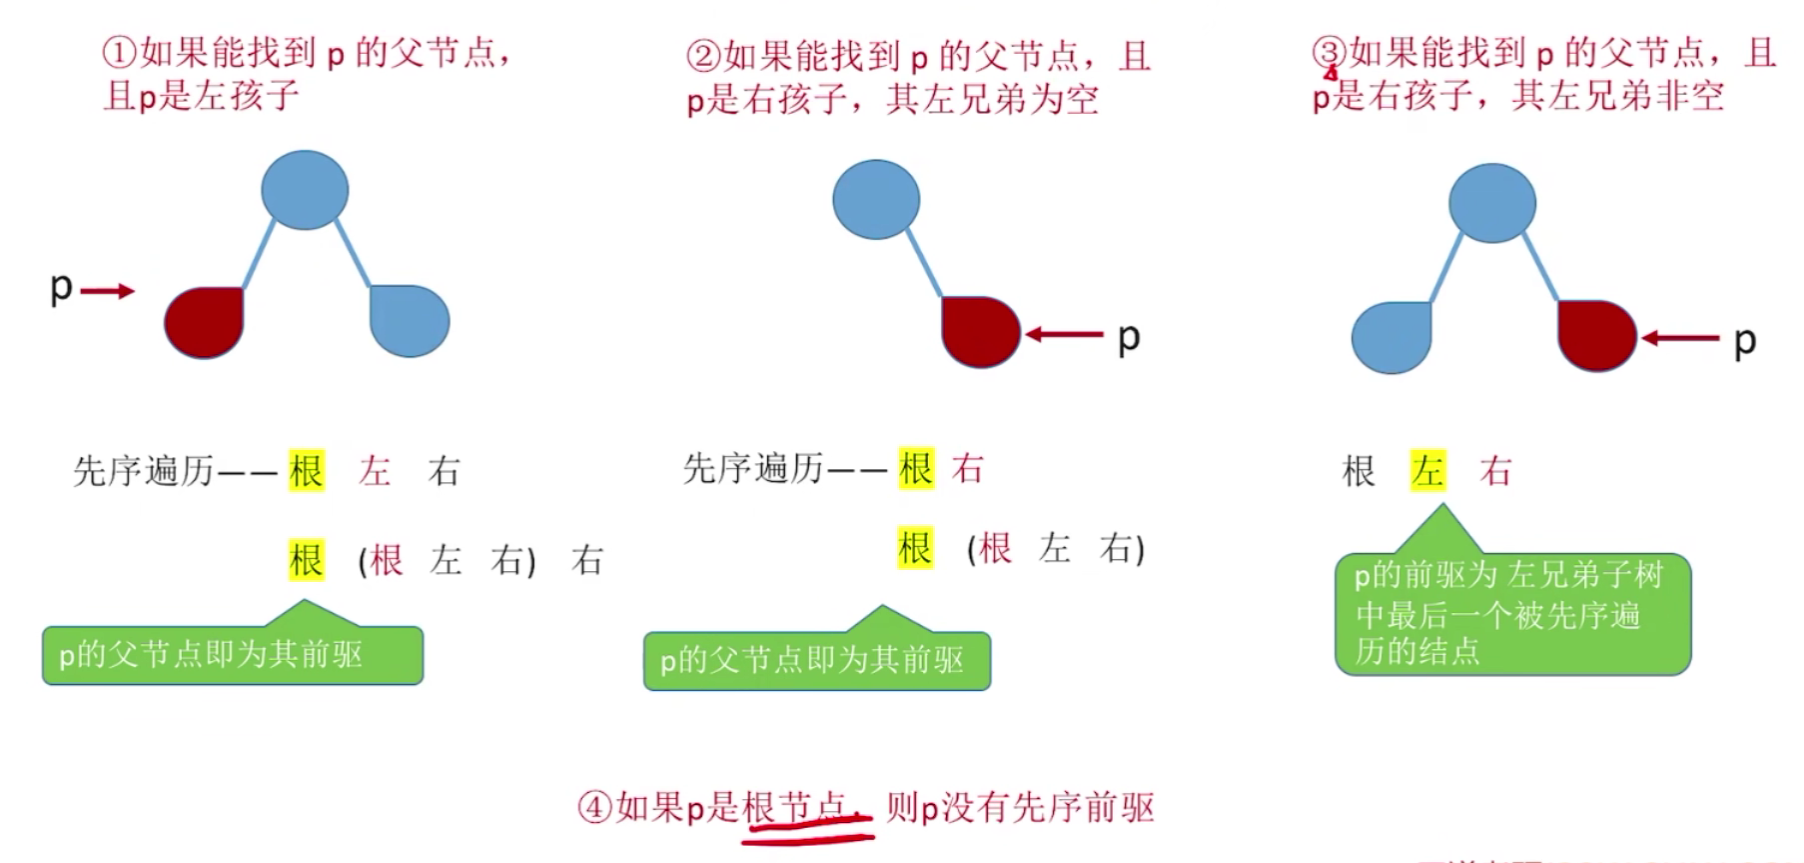 ①如果能找到 p 的父节点，
且p是左孩子
p
先序遍历—— 根 左 右
根 (根 左 右) 右
p的父节点即为其前驱
②如果能找到 p 的父节点，且
p是右孩子，其左兄弟为空
p
先序遍历—— 根 右
根 (根 左 右)
p的父节点即为其前驱
③如果能找到 p 的父节点，且
p是右孩子，其左兄弟非空
p
根 左 右
p的前驱为 左兄弟子树
中最后一个被先序遍
历的结点
④如果p是根节点，则p没有先序前驱